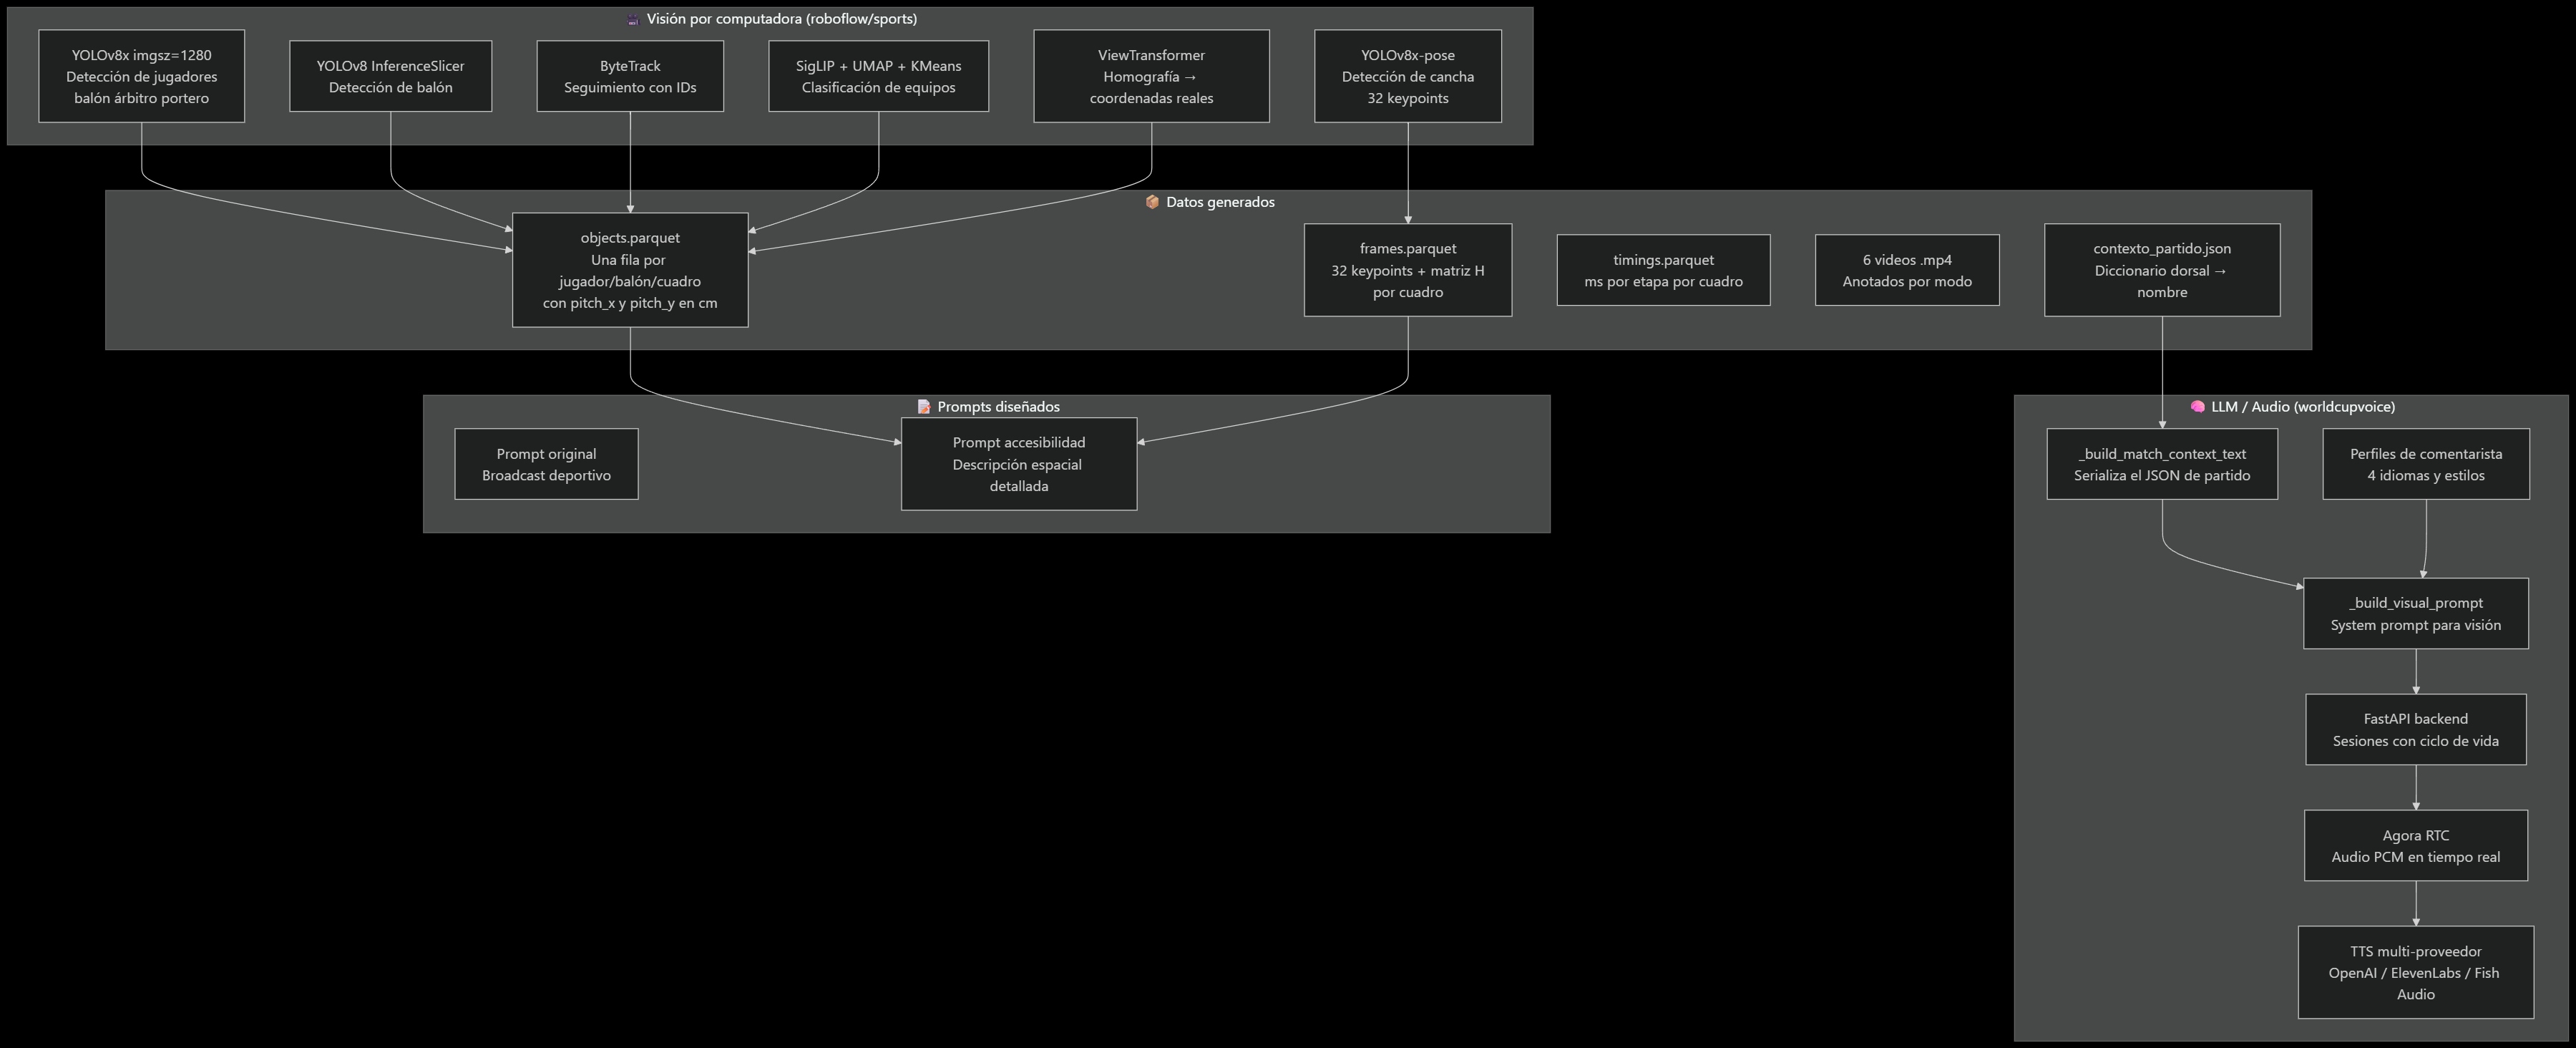 🎥 Visión por computadora (roboflow/sports)
YOLOv8x imgsz=1280
Detección de jugadores
balón árbitro portero
YOLOv8 InferenceSlicer
Detección de balón
ByteTrack
Seguimiento con IDs
SigLIP + UMAP + KMeans
Clasificación de equipos
ViewTransformer
Homografía →
coordenadas reales
YOLOv8x-pose
Detección de cancha
32 keypoints
📦 Datos generados
objects.parquet
Una fila por
jugador/balón/cuadro
con pitch_x y pitch_y en cm
frames.parquet
32 keypoints + matriz H
por cuadro
timings.parquet
ms por etapa por cuadro
6 videos .mp4
Anotados por modo
contexto_partido.json
Diccionario dorsal →
nombre
📝 Prompts diseñados
Prompt original
Broadcast deportivo
Prompt accesibilidad
Descripción espacial
detallada
🧠 LLM / Audio (worldcupvoice)
_build_match_context_text
Serializa el JSON de partido
Perfiles de comentarista
4 idiomas y estilos
_build_visual_prompt
System prompt para visión
FastAPI backend
Sesiones con ciclo de vida
Agora RTC
Audio PCM en tiempo real
TTS multi-proveedor
OpenAI / ElevenLabs / Fish
Audio